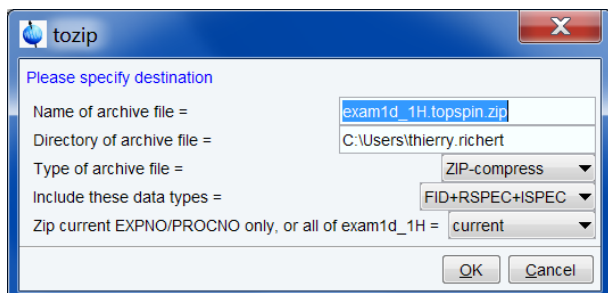 tozip
X
Please specify destination
Name of archive file = exam1d_1H.topspin.zip
Directory of archive file = C:\Users\thierry.richert
Type of archive file = ZIP-compress
Include these data types = FID+RSPEC+ISPEC
Zip current EXPNO/PROCNO only, or all of exam1d_1H = current
OK Cancel